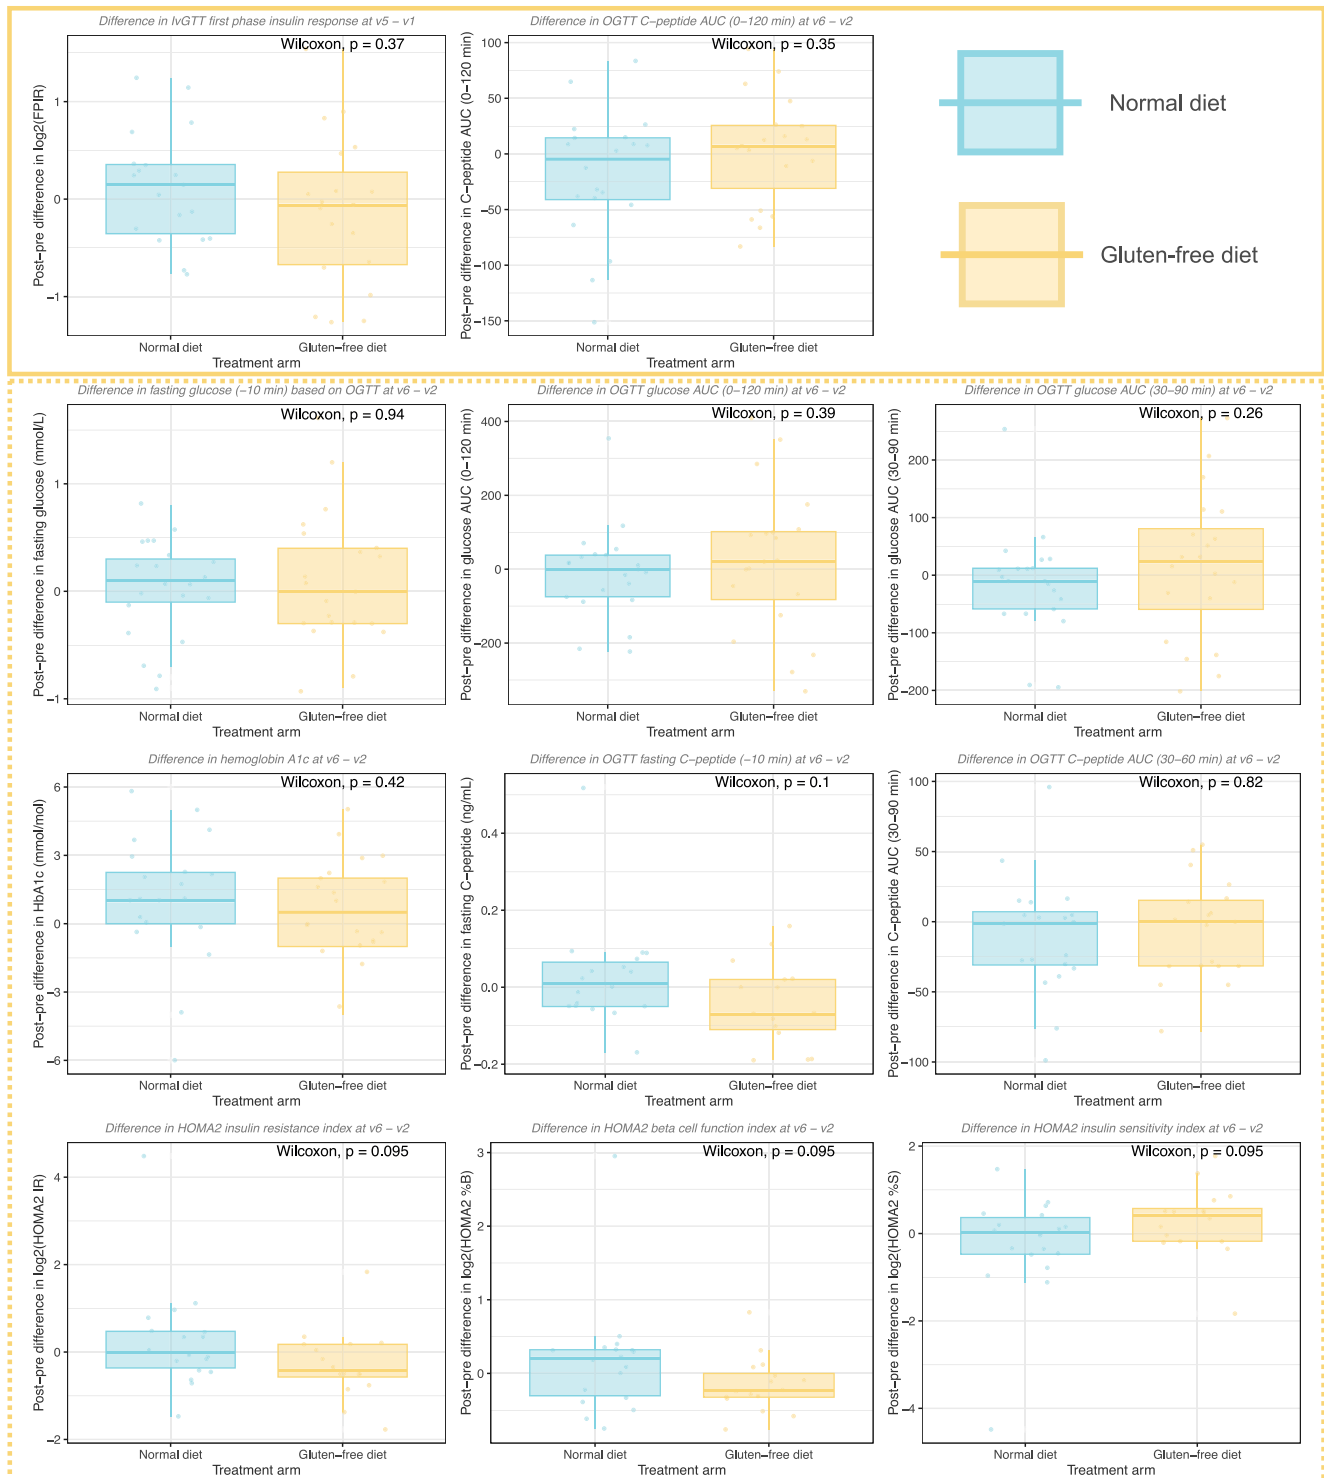 Difference in IvGTT first phase insulin response at v5 − v1
Wilcoxon, p = 0.37
Post−pre difference in log2(FPIR)
1
0
−1
Normal diet
Gluten−free diet
Treatment arm
Difference in OGTT C−peptide AUC (0−120 min) at v6 − v2
Wilcoxon, p = 0.35
Post−pre difference in C−peptide AUC (0−120 min)
100
50
0
−50
−100
−150
Normal diet
Gluten−free diet
Treatment arm
Normal diet
Gluten-free diet
Difference in fasting glucose (−10 min) based on OGTT at v6 − v2
Wilcoxon, p = 0.94
Post−pre difference in fasting glucose (mmol/L)
1
0
−1
Normal diet
Gluten−free diet
Treatment arm
Difference in OGTT glucose AUC (0−120 min) at v6 − v2
Wilcoxon, p = 0.39
Post−pre difference in glucose AUC (0−120 min)
400
200
0
−200
Normal diet
Gluten−free diet
Treatment arm
Difference in OGTT glucose AUC (30−90 min) at v6 − v2
Wilcoxon, p = 0.26
Post−pre difference in glucose AUC (30−90 min)
200
100
0
−100
−200
Normal diet
Gluten−free diet
Treatment arm
Difference in hemoglobin A1c at v6 − v2
Wilcoxon, p = 0.42
Post−pre difference in HbA1c (mmol/mol)
6
3
0
−3
−6
Normal diet
Gluten−free diet
Treatment arm
Difference in OGTT fasting C−peptide (−10 min) at v6 − v2
Wilcoxon, p = 0.1
Post−pre difference in fasting C−peptide (ng/mL)
0.4
0.2
0.0
−0.2
Normal diet
Gluten−free diet
Treatment arm
Difference in OGTT C−peptide AUC (30−60 min) at v6 − v2
Wilcoxon, p = 0.82
Post−pre difference in C−peptide AUC (30−90 min)
100
50
0
−50
−100
Normal diet
Gluten−free diet
Treatment arm
Difference in HOMA2 insulin resistance index at v6 − v2
Wilcoxon, p = 0.095
Post−pre difference in log2(HOMA2 IR)
4
2
0
−2
Normal diet
Gluten−free diet
Treatment arm
Difference in HOMA2 beta cell function index at v6 − v2
Wilcoxon, p = 0.095
Post−pre difference in log2(HOMA2 %B)
3
2
1
0
Normal diet
Gluten−free diet
Treatment arm
Difference in HOMA2 insulin sensitivity index at v6 − v2
Wilcoxon, p = 0.095
Post−pre difference in log2(HOMA2 %S)
2
0
−2
−4
Normal diet
Gluten−free diet
Treatment arm